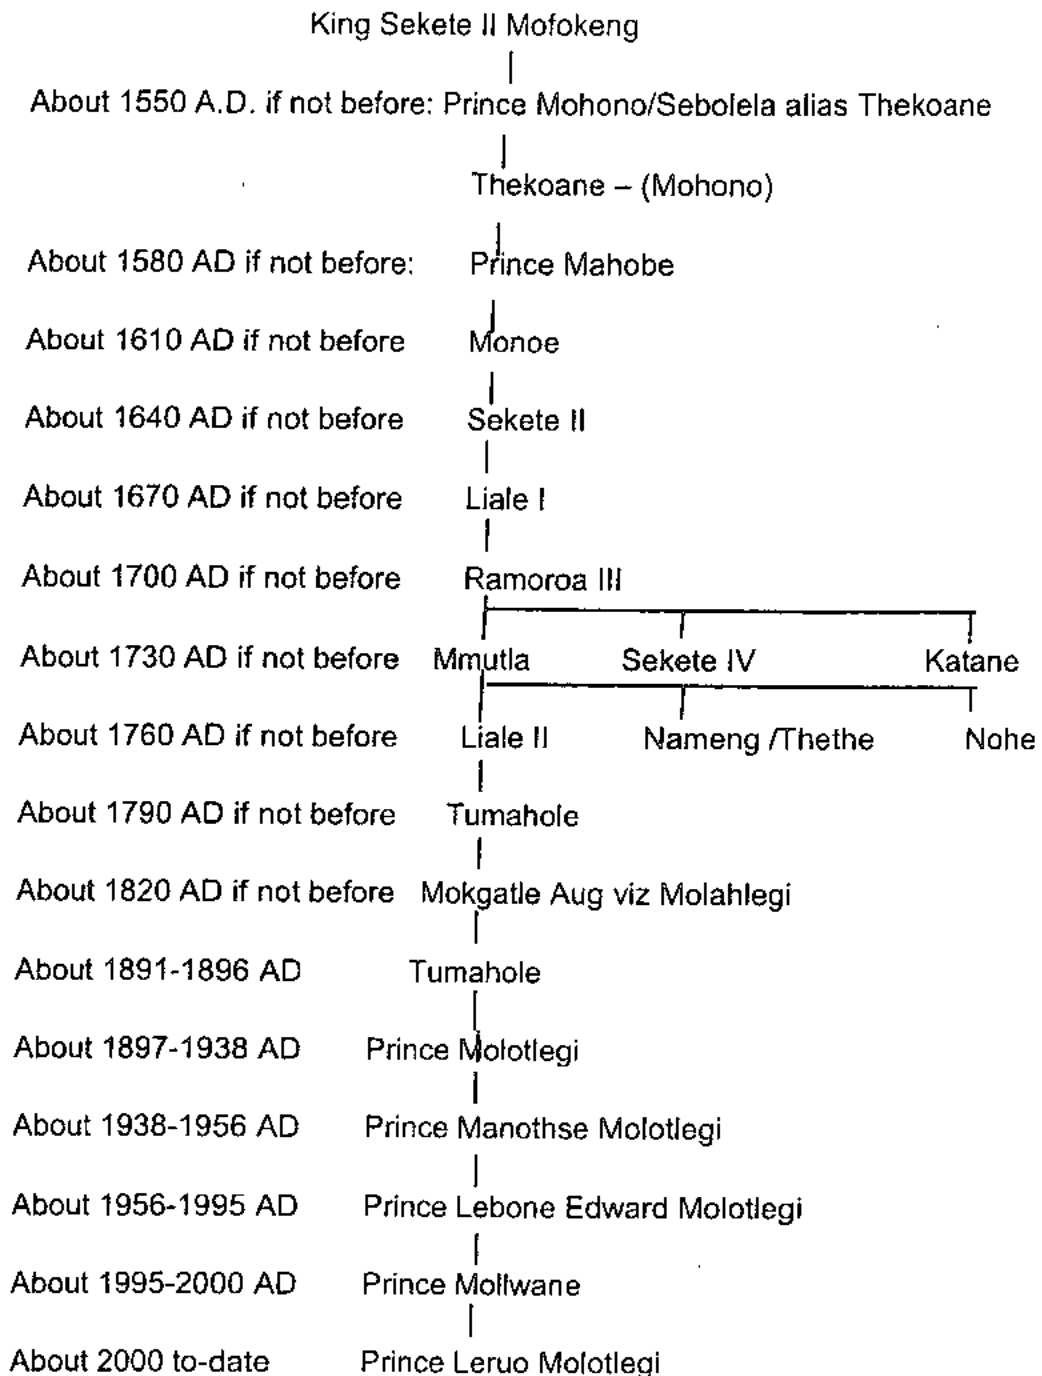 King Sekete II Mofokeng
About 1550 A.D. if not before: Prince Mohono/Sebolela alias Thekoane
Thekoane – (Mohono)
About 1580 AD if not before: Prince Mahobe
About 1610 AD if not before Monoe
About 1640 AD if not before Sekete II
About 1670 AD if not before Liale I
About 1700 AD if not before Ramoroa III
About 1730 AD if not before Mmutla Sekete IV Katane
About 1760 AD if not before Liale II Nameng /Thethe Nohe
About 1790 AD if not before Tumahole
About 1820 AD if not before Mokgatle Aug viz Molahlegi
About 1891-1896 AD Tumahole
About 1897-1938 AD Prince Molotlegi
About 1938-1956 AD Prince Manothse Molotlegi
About 1956-1995 AD Prince Lebone Edward Molotlegi
About 1995-2000 AD Prince Mollwane
About 2000 to-date Prince Leruo Molotlegi